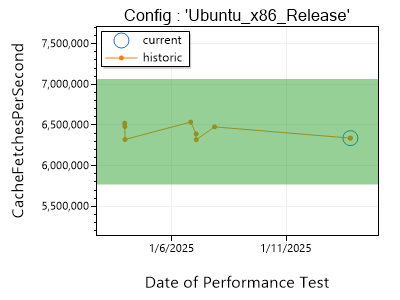 Config : 'Ubuntu_x86_Release'
current
historic
CacheFetchesPerSecond
7,500,000
7,000,000
6,500,000
6,000,000
5,500,000
1/6/2025
1/11/2025
Date of Performance Test